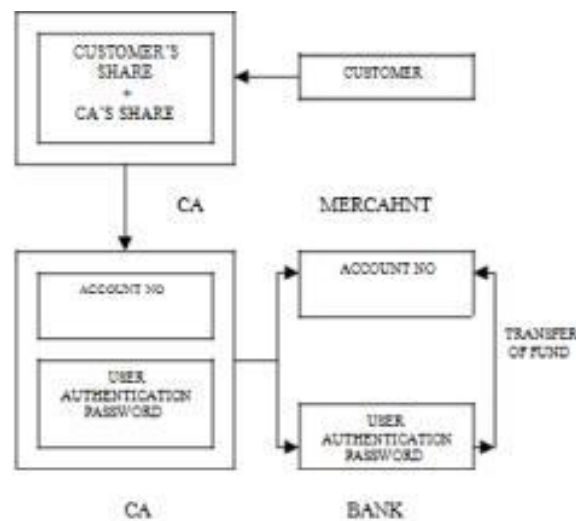 CUSTOMER'S
SHARE
+
CA'S SHARE
CUSTOMER
CA
MERCAHNT
ACCOUNT NO
USER
AUTHENTICATION
PASSWORD
ACCOUNT NO
TRANSFER
OF FUND
USER
AUTHENTICATION
PASSWORD
CA
BANK